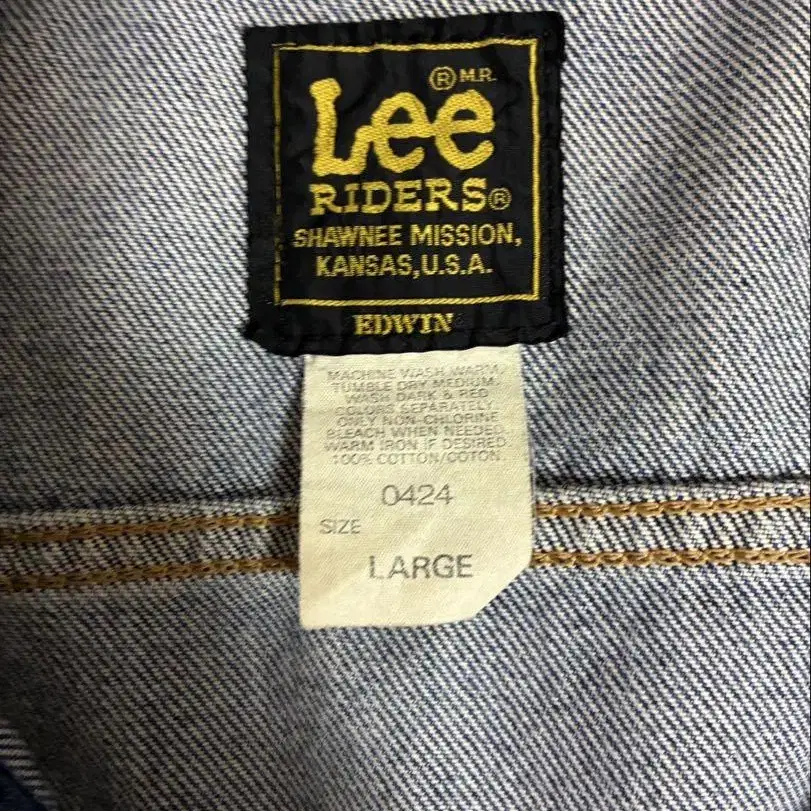 ® M.R.
Lee
RIDERS®
SHAWNEE MISSION,
KANSAS, U.S.A.
EDWIN
MACHINE WASH WARM
TUMBLE DRY MEDIUM.
WASH DARK & RED
COLORS SEPARATELY.
ONLY NON-CHLORINE
BLEACH WHEN NEEDED.
WARM IRON IF DESIRED
100% COTTON/COTON
0424
SIZE
LARGE